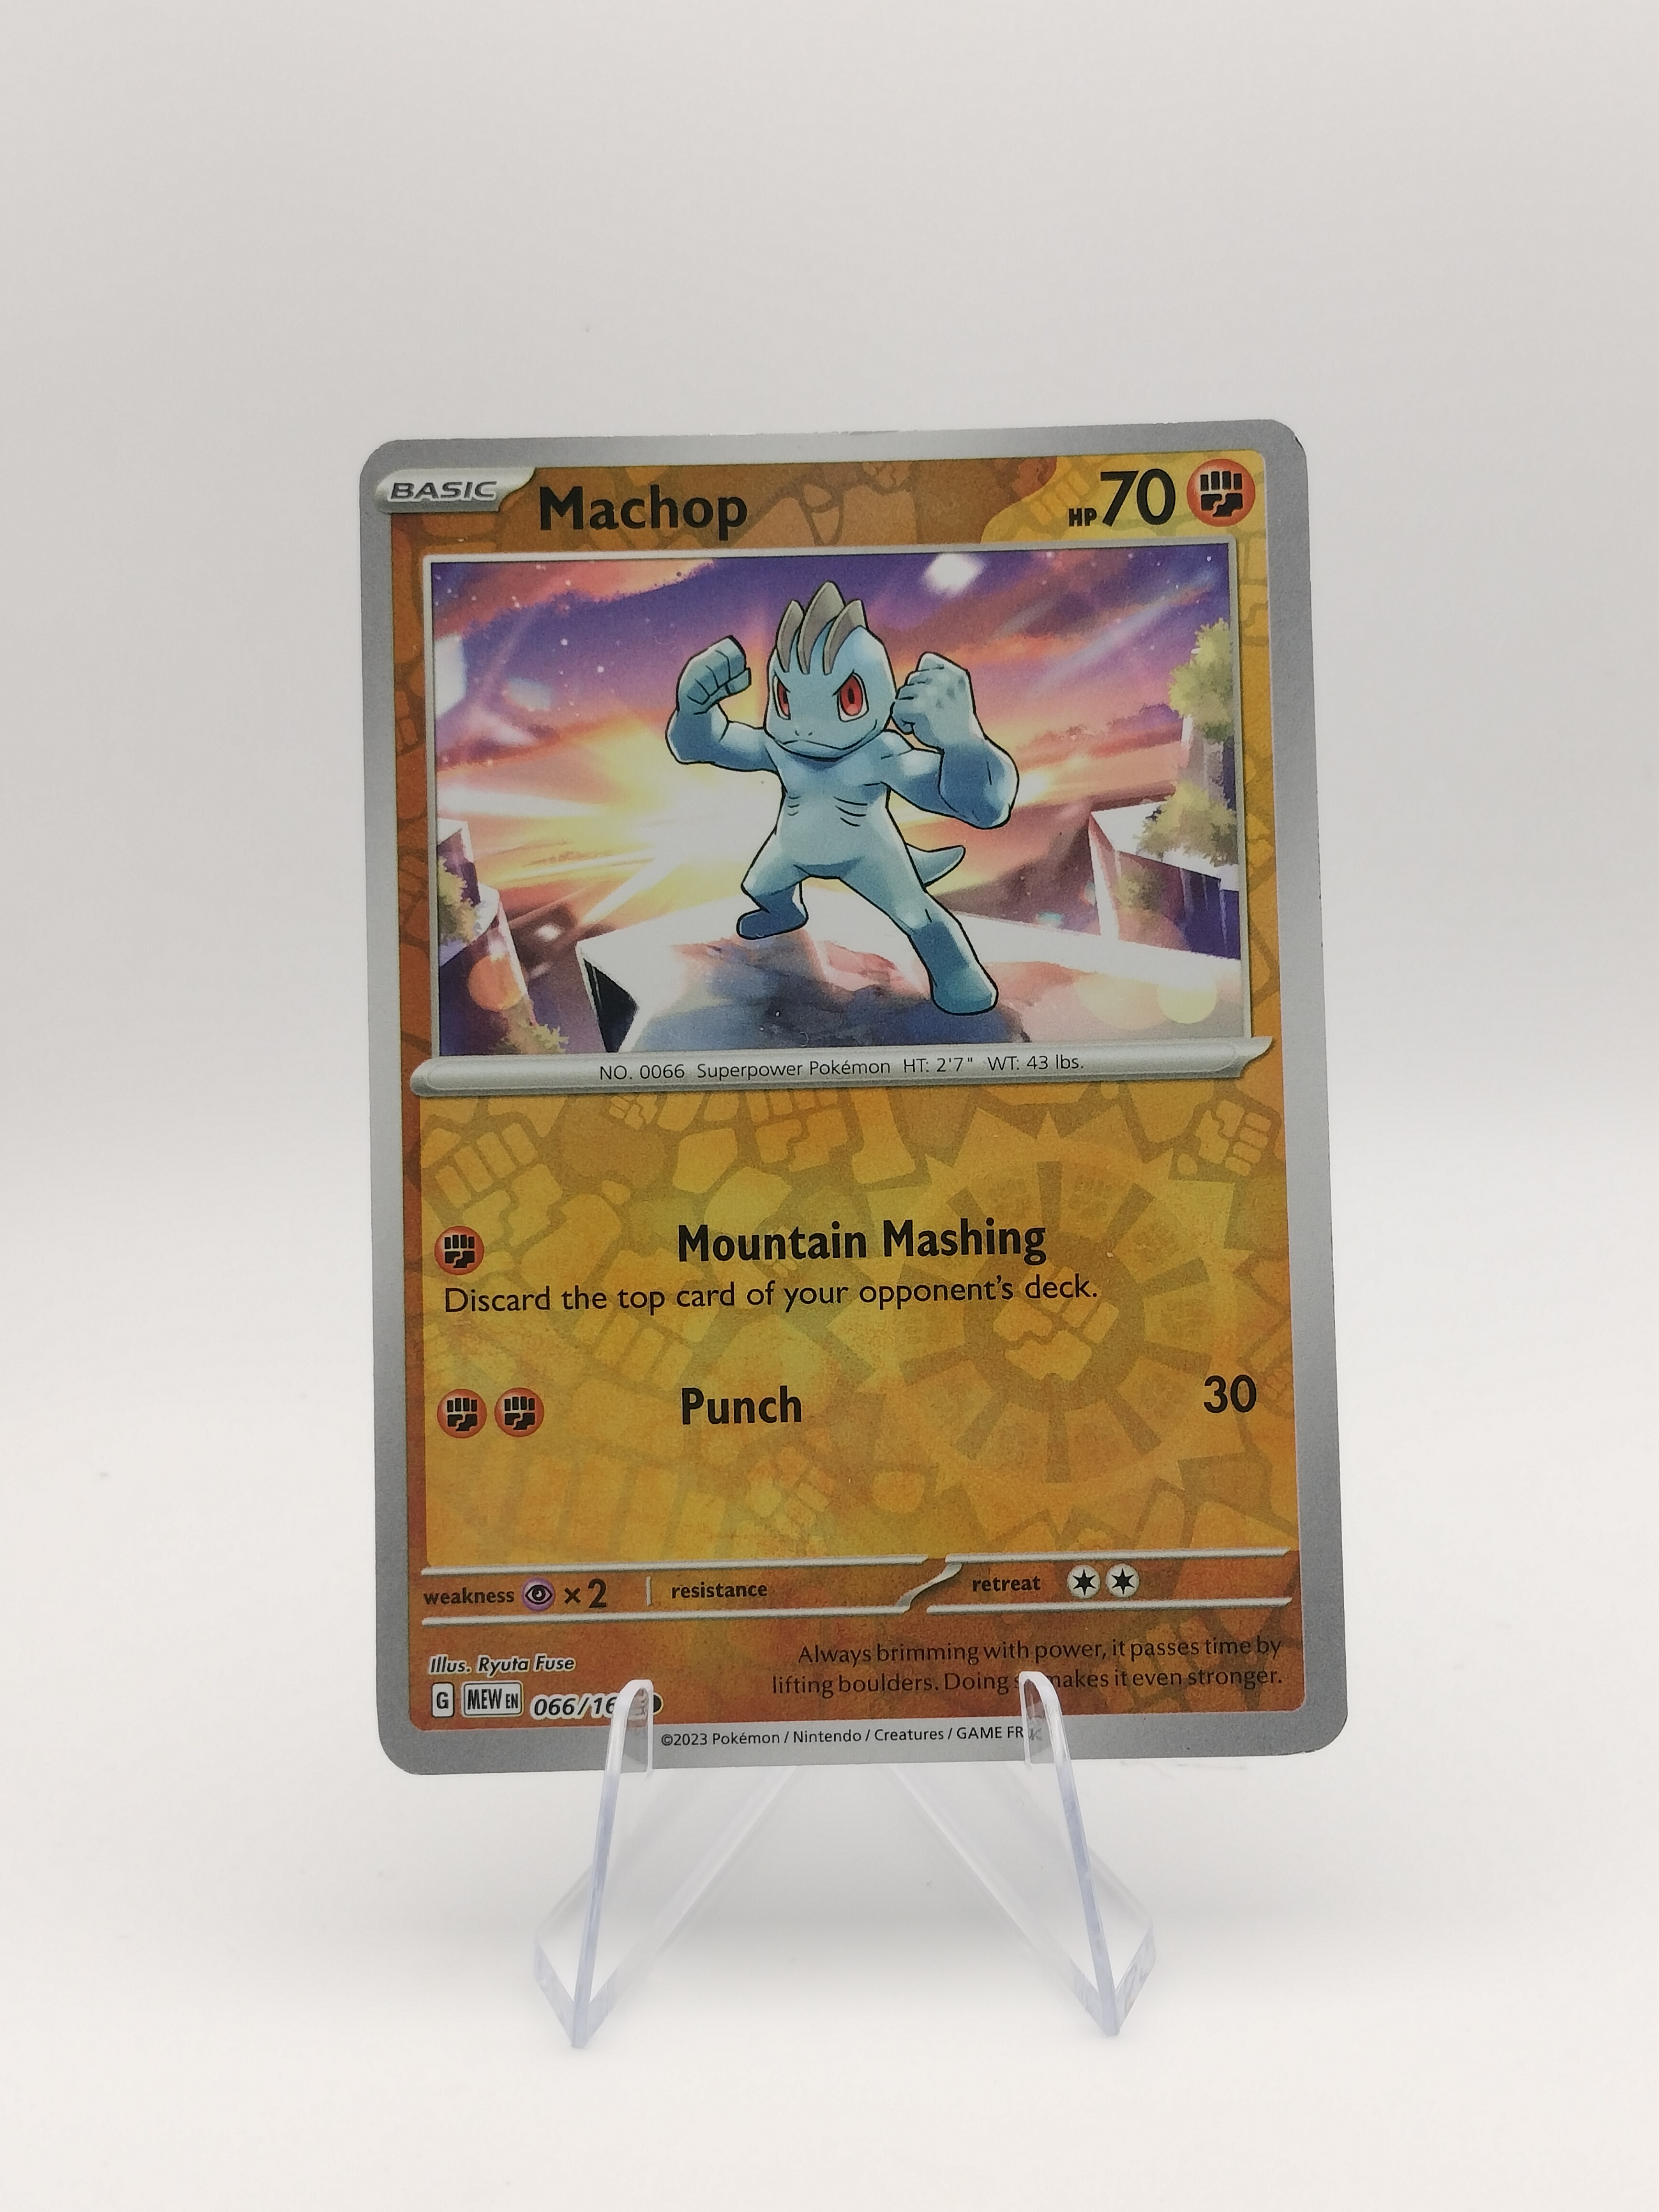 BASIC Machop HP 70
NO. 0066 Superpower Pokémon HT: 2'7" WT: 43 lbs.
Mountain Mashing
Discard the top card of your opponent's deck.
Punch 30
weakness ×2 resistance retreat
Illus. Ryuta Fuse
Always brimming with power, it passes time by
lifting boulders. Doing makes it even stronger.
G MEW EN 066/16
©2023 Pokémon / Nintendo / Creatures / GAME